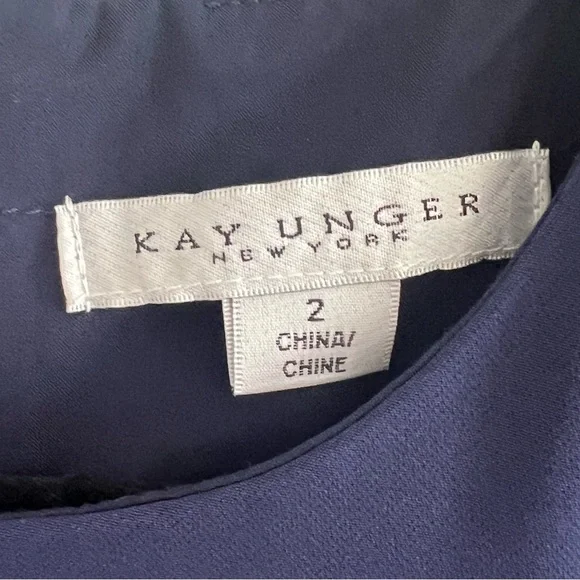 KAY UNGER
NEW YORK
2
CHINA/
CHINE